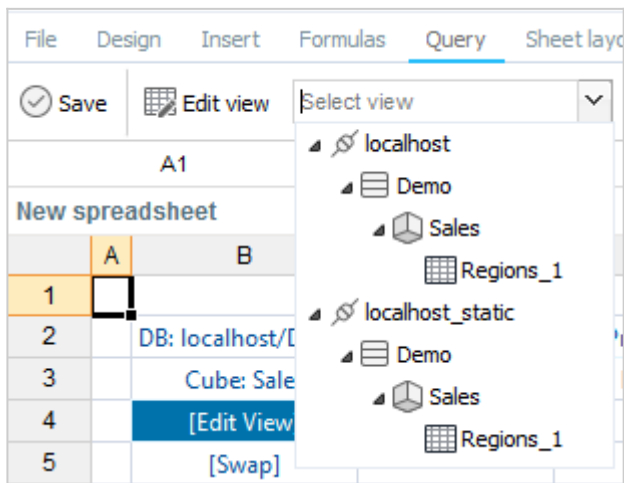 File Design Insert Formulas Query Sheet layo
Save Edit view Select view
A1
New spreadsheet
A B
1
2 DB: localhost/D
3 Cube: Sale
4 [Edit View
5 [Swap]
localhost
Demo
Sales
Regions_1
localhost_static
Demo
Sales
Regions_1